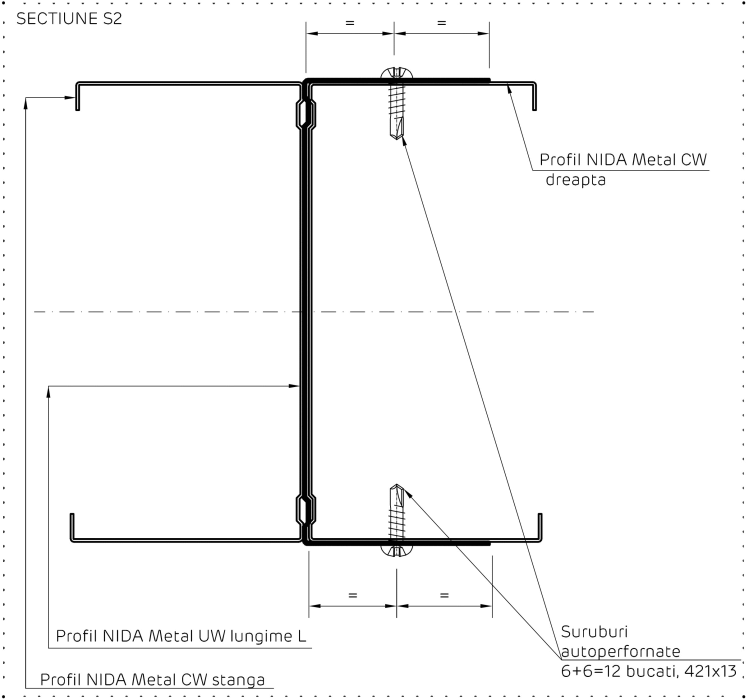 SECTIUNE S2
=
=
Profil NIDA Metal CW
dreapta
=
=
Profil NIDA Metal UW lungime L
Suruburi
autoperfornate
6+6=12 bucati, 421x13
Profil NIDA Metal CW stanga